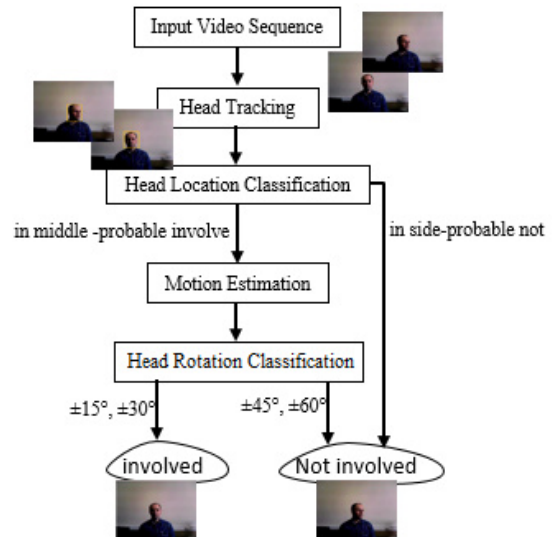 Input Video Sequence
Head Tracking
Head Location Classification
in middle -probable involve
in side-probable not
Motion Estimation
Head Rotation Classification
±15°, ±30°
±45°, ±60°
involved
Not involved